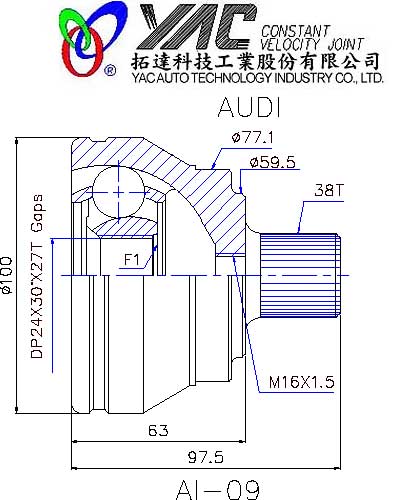 YAC CONSTANT
VELOCITY JOINT
®
拓達科技工業股份有限公司
YAC AUTO TECHNOLOGY INDUSTRY CO., LTD.
AUDI
ø77.1
ø59.5
38T
ø100
DP24X30°X27T Gaps
F1
M16X1.5
63
97.5
AI-09